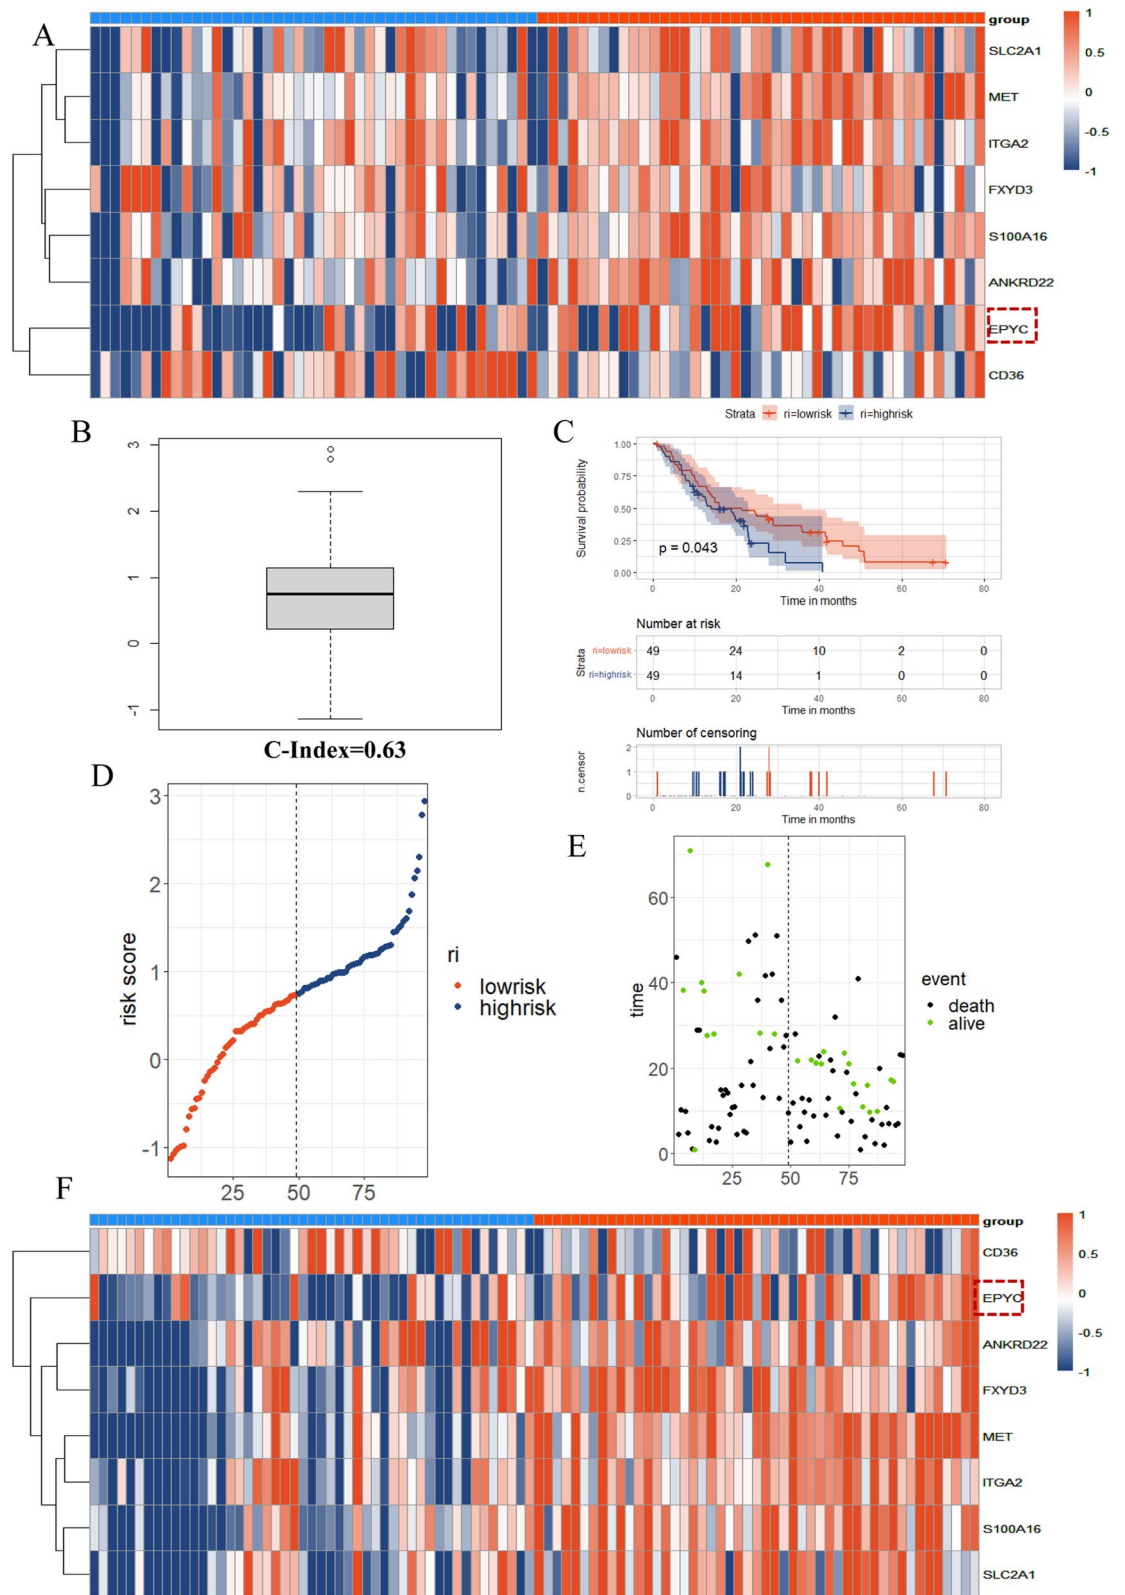 A
group
SLC2A1
MET
ITGA2
FXYD3
S100A16
ANKRD22
EPYC
CD36
1
0.5
0
-0.5
-1
B
3
2
1
0
-1
C-Index=0.63
C
Strata ri=lowrisk ri=highrisk
Survival probability
1.00
0.75
0.50
0.25
0.00
p = 0.043
0 20 40 60 80
Time in months
Number at risk
Strata
ri=lowrisk 49 24 10 2 0
ri=highrisk 49 14 1 0 0
0 20 40 60 80
Time in months
Number of censoring
n.censor
2
1
0
0 20 40 60 80
Time in months
D
risk score
3
2
1
0
-1
25 50 75
ri
lowrisk
highrisk
E
time
60
40
20
0
25 50 75
event
death
alive
F
group
CD36
EPYC
ANKRD22
FXYD3
MET
ITGA2
S100A16
SLC2A1
1
0.5
0
-0.5
-1